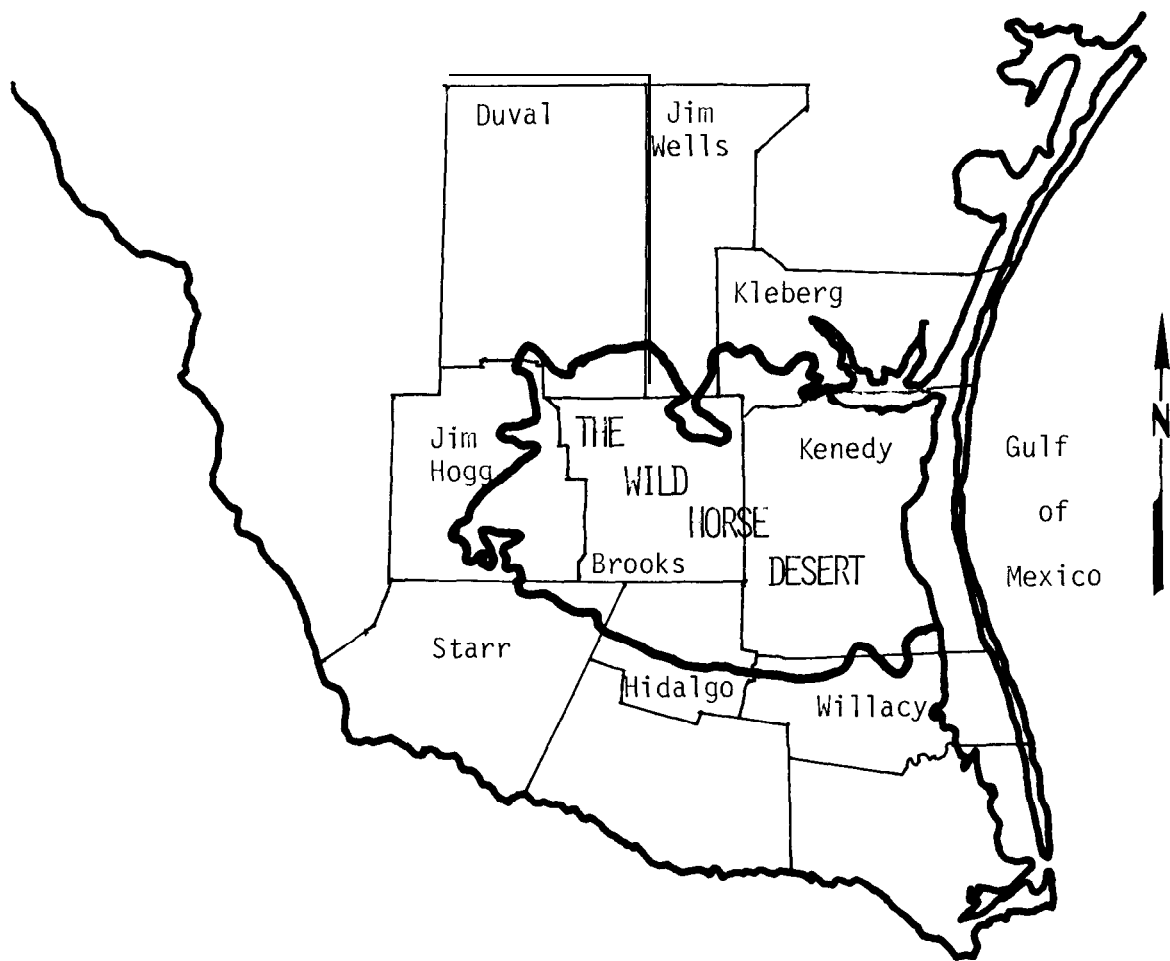 Duval
Jim
Wells
Kleberg
N
THE
WILD
HORSE
DESERT
Jim
Hogg
Kenedy
Gulf
of
Mexico
Brooks
Starr
Hidalgo
Willacy